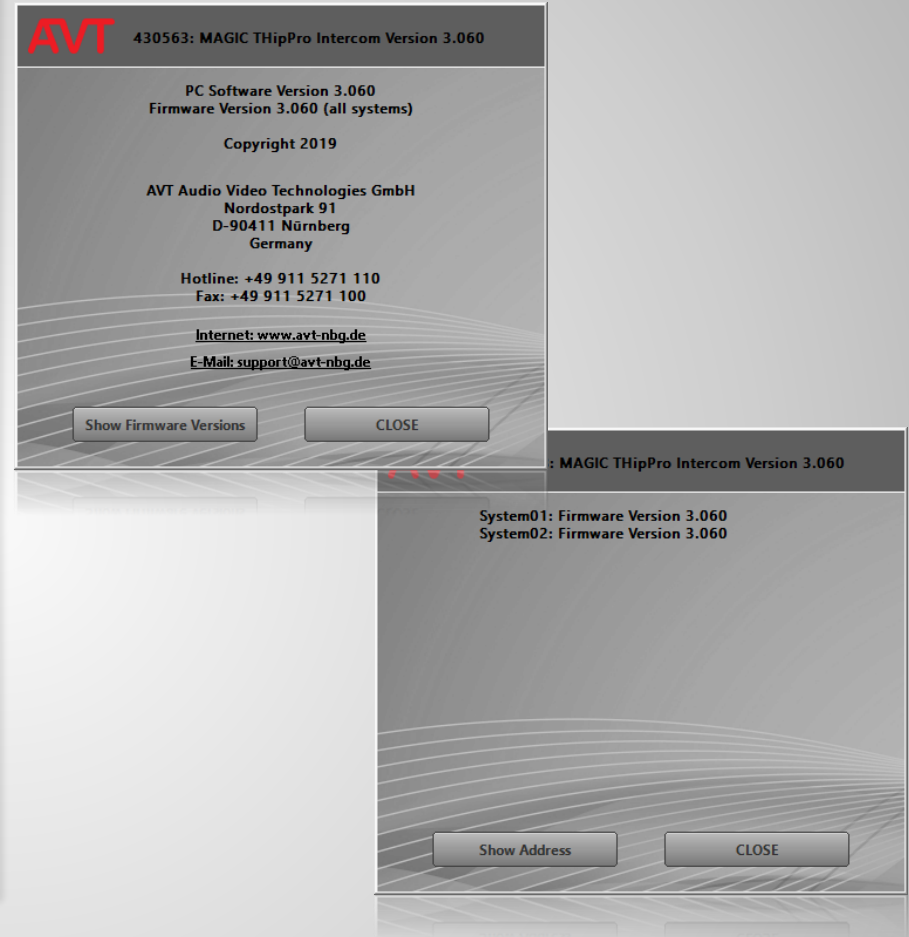 AVT 430563: MAGIC THipPro Intercom Version 3.060
PC Software Version 3.060
Firmware Version 3.060 (all systems)
Copyright 2019
AVT Audio Video Technologies GmbH
Nordostpark 91
D-90411 Nürnberg
Germany
Hotline: +49 911 5271 110
Fax: +49 911 5271 100
Internet: www.avt-nbg.de
E-Mail: support@avt-nbg.de
Show Firmware Versions CLOSE
: MAGIC THipPro Intercom Version 3.060
System01: Firmware Version 3.060
System02: Firmware Version 3.060
Show Address CLOSE